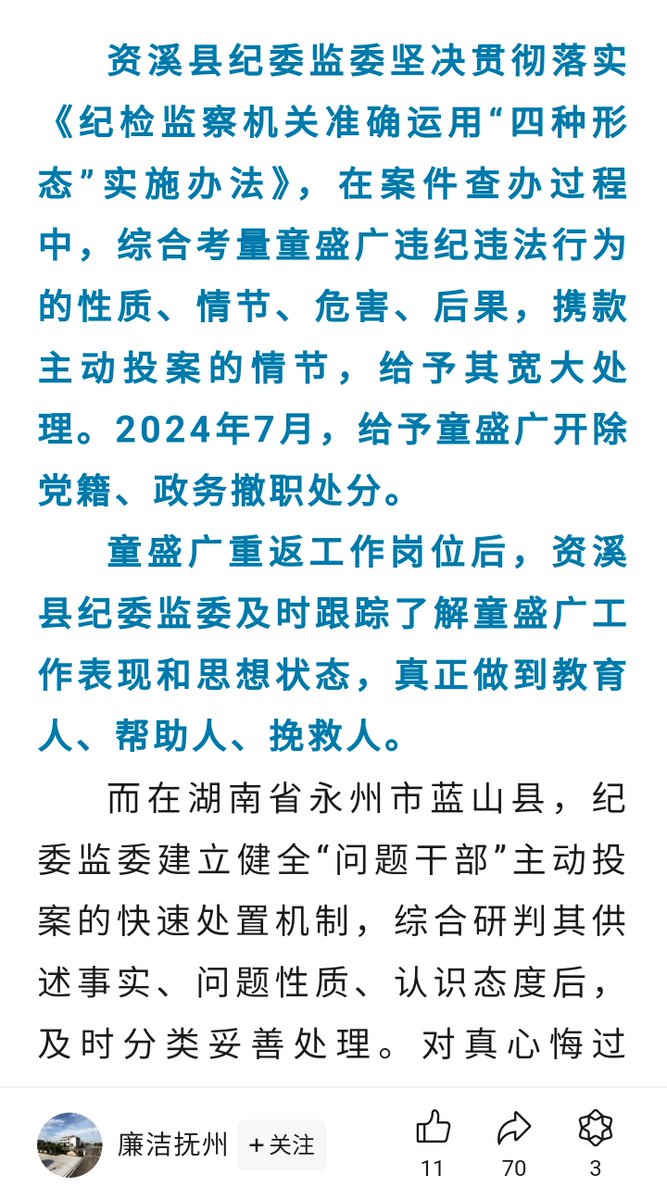 资溪县纪委监委坚决贯彻落实
《纪检监察机关准确运用“四种形
态”实施办法》，在案件查办过程
中，综合考量童盛广违纪违法行为
的性质、情节、危害、后果，携款
主动投案的情节，给予其宽大处
理。2024年7月，给予童盛广开除
党籍、政务撤职处分。
童盛广重返工作岗位后，资溪
县纪委监委及时跟踪了解童盛广工
作表现和思想状态，真正做到教育
人、帮助人、挽救人。
而在湖南省永州市蓝山县，纪
委监委建立健全“问题干部”主动投
案的快速处置机制，综合研判其供
述事实、问题性质、认识态度后，
及时分类妥善处理。对真心悔过
廉洁抚州
+关注
11
70
3